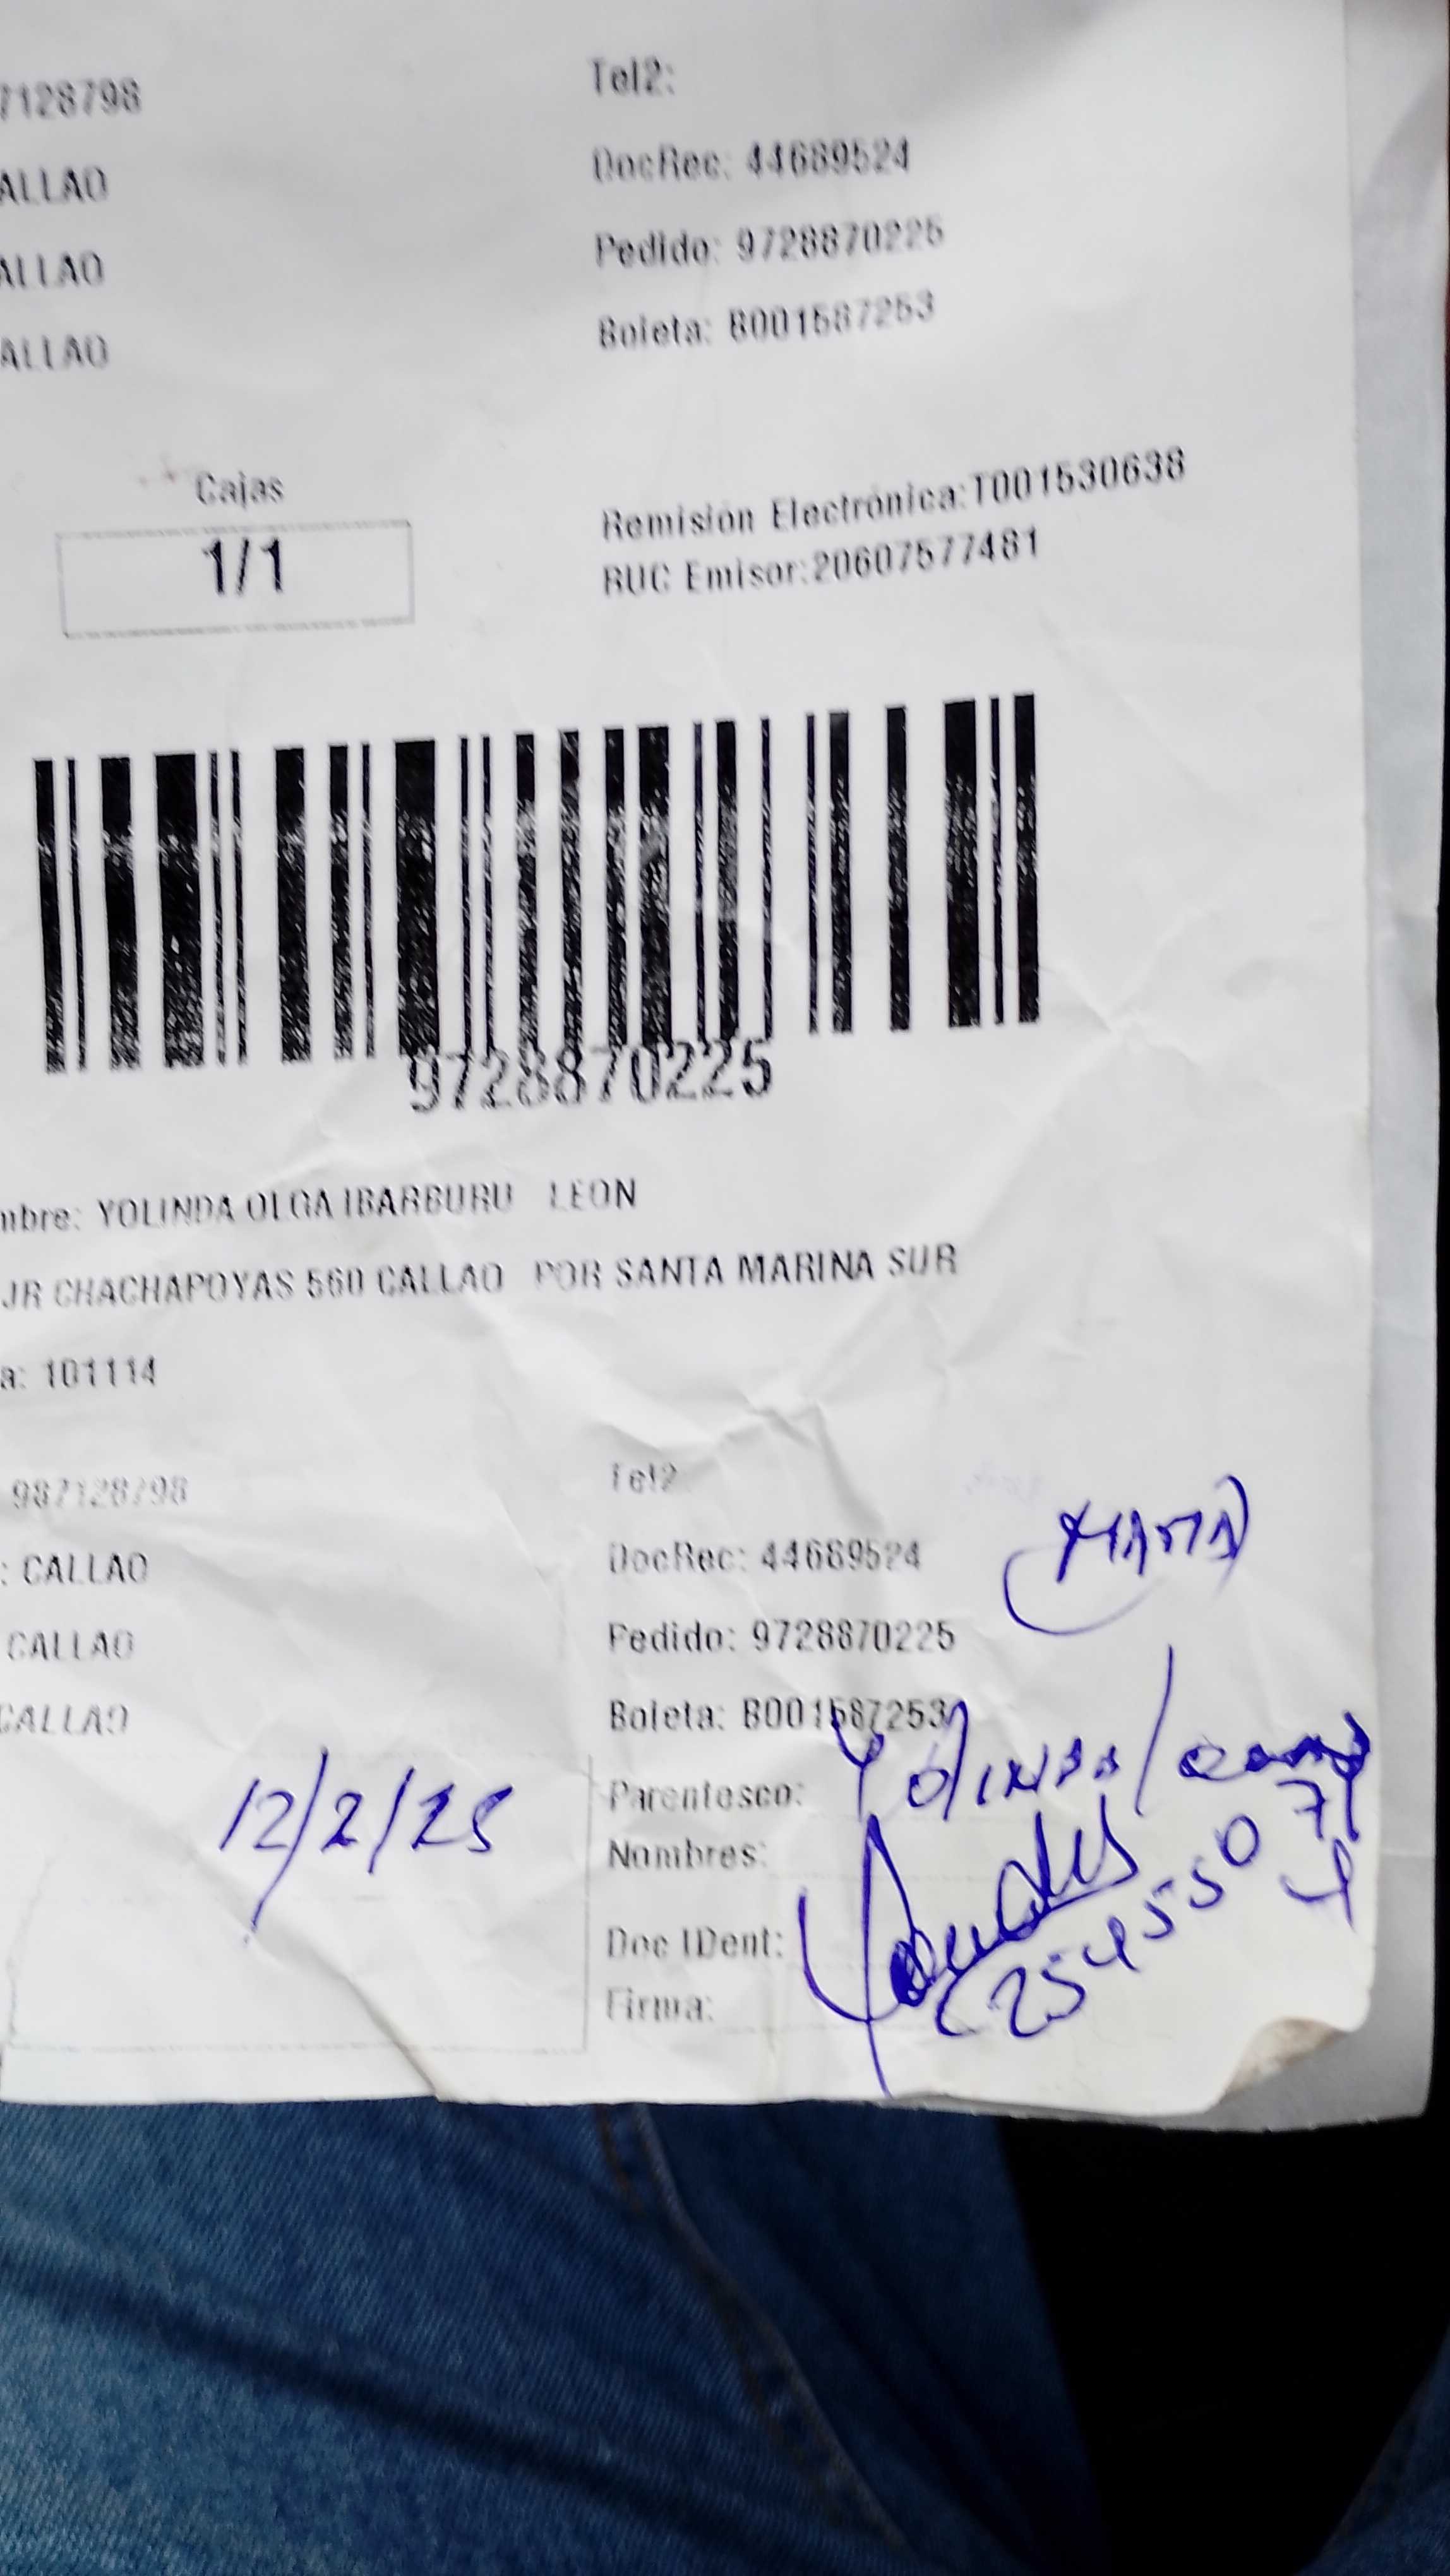 7128798
Tel2:
ALLAO
DocRec: 44689524
ALLAO
Pedido: 9728870225
ALLAO
Boleta: B001587253
Cajas
1/1
Remisión Electrónica:T001530638
RUC Emisor:20607577481
9728870225
mbre: YOLINDA OLGA IBARBURU LEON
JR CHACHAPOYAS 560 CALLAO POR SANTA MARINA SUR
a: 101114
987128798
Tel2
DocRec: 44689524
: CALLAO
Pedido: 9728870225
CALLAO
Boleta: B001587253
CALLAO
12/2/25
Parentesco:
Yolinda
Nombres:
Doc IDent:
Firma: